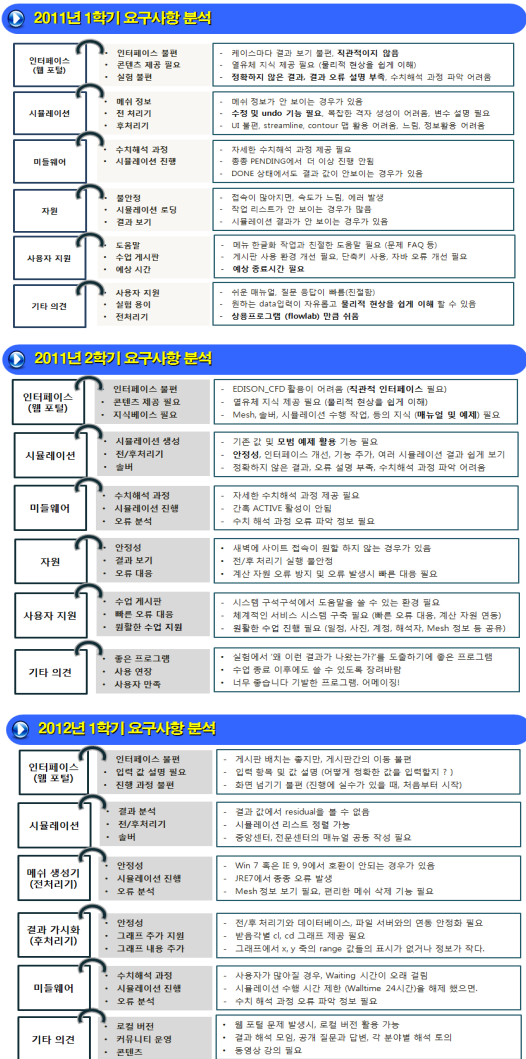 2011년 1학기 요구사항 분석
인터페이스
(웹 포털)
• 인터페이스 불편
• 콘텐츠 제공 필요
• 실험 불편
- 케이스마다 결과 보기 불편, 직관적이지 않음
- 열유체 지식 제공 필요 (물리적 현상을 쉽게 이해)
- 정확하지 않은 결과, 결과 오류 설명 부족, 수치해석 과정 파악 어려움
시뮬레이션
• 메쉬 정보
• 전 처리기
• 후처리기
- 메쉬 정보가 안 보이는 경우가 있음
- 수정 및 undo 기능 필요, 복잡한 격자 생성이 어려움, 변수 설명 필요
- UI 불편, streamline, contour 맵 활용 어려움, 느림, 정보활용 어려움
미들웨어
• 수치해석 과정
• 시뮬레이션 진행
- 자세한 수치해석 과정 제공 필요
- 종종 PENDING에서 더 이상 진행 안됨
- DONE 상태에서도 결과 값이 안보이는 경우가 있음
자원
• 불안정
• 시뮬레이션 로딩
• 결과 보기
- 접속이 많아지면, 속도가 느림, 에러 발생
- 작업 리스트가 안 보이는 경우가 많음
- 시뮬레이션 결과가 안 보이는 경우가 있음
사용자 지원
• 도움말
• 수업 게시판
• 예상 시간
- 메뉴 한글화 작업과 친절한 도움말 필요 (문제 FAQ 등)
- 게시판 사용 환경 개선 필요, 단축키 사용, 자바 오류 개선 필요
- 예상 종료시간 필요
기타 의견
• 사용자 지원
• 실험 용이
• 전처리기
- 쉬운 매뉴얼, 질문 응답이 빠름(친절함)
- 원하는 data입력이 자유롭고 물리적 현상을 쉽게 이해 할 수 있음
- 상용프로그램 (flowlab) 만큼 쉬움
2011년 2학기 요구사항 분석
인터페이스
(웹 포털)
• 인터페이스 불편
• 콘텐츠 제공 필요
• 지식베이스 필요
- EDISON_CFD 활용이 어려움 (직관적 인터페이스 필요)
- 열유체 지식 제공 필요 (물리적 현상을 쉽게 이해)
- Mesh, 솔버, 시뮬레이션 수행 작업, 등의 지식 (매뉴얼 및 예제) 필요
시뮬레이션
• 시뮬레이션 생성
• 전/후처리기
• 솔버
- 기존 값 및 모범 예제 활용 기능 필요
- 안정성, 인터페이스 개선, 기능 추가, 여러 시뮬레이션 결과 쉽게 보기
- 정확하지 않은 결과, 오류 설명 부족, 수치해석 과정 파악 어려움
미들웨어
• 수치해석 과정
• 시뮬레이션 진행
• 오류 분석
- 자세한 수치해석 과정 제공 필요
- 간혹 ACTIVE 활성이 안됨
- 수치 해석 과정 오류 파악 정보 필요
자원
• 안정성
• 결과 보기
• 오류 대응
• 새벽에 사이트 접속이 원활 하지 않는 경우가 있음
• 전/후 처리기 실행 불안정
• 계산 자원 오류 방지 및 오류 발생시 빠른 대응 필요
사용자 지원
• 수업 게시판
• 빠른 오류 대응
• 원활한 수업 지원
- 시스템 구석구석에서 도움말을 쓸 수 있는 환경 필요
- 체계적인 서비스 시스템 구축 필요 (빠른 오류 대응, 계산 자원 연동)
- 원활한 수업 진행 필요 (일정, 사진, 계정, 해석자, Mesh 정보 등 공유)
기타 의견
• 좋은 프로그램
• 사용 연장
• 사용자 만족
• 실험에서 '왜 이런 결과가 나왔는가?'를 도출하기에 좋은 프로그램
• 수업 종료 이후에도 쓸 수 있도록 장려바람
• 너무 좋습니다 기발한 프로그램. 어메이징!
2012년 1학기 요구사항 분석
인터페이스
(웹 포털)
• 인터페이스 불편
• 입력 값 설명 필요
• 진행 과정 불편
- 게시판 배치는 좋지만, 게시판간의 이동 불편
- 입력 항목 및 값 설명 (어떻게 정확한 값을 입력할지 ? )
- 화면 넘기기 불편 (진행에 실수가 있을 때, 처음부터 시작)
시뮬레이션
• 결과 분석
• 전/후처리기
• 솔버
- 결과 값에서 residual을 볼 수 없음
- 시뮬레이션 리스트 정렬 가능
- 중앙센터, 전문센터의 매뉴얼 공동 작성 필요
메쉬 생성기
(전처리기)
• 안정성
• 시뮬레이션 진행
• 오류 분석
- Win 7 혹은 IE 9, 9에서 호환이 안되는 경우가 있음
- JRE7에서 종종 오류 발생
- Mesh 정보 보기 필요, 편리한 메쉬 삭제 기능 필요
결과 가시화
(후처리기)
• 안정성
• 그래프 추가 지원
• 그래프 내용 추가
- 전/후 처리기와 데이터베이스, 파일 서버와의 연동 안정화 필요
- 받음각별 cl, cd 그래프 제공 필요
- 그래프에서 x, y 축의 range 값들의 표시가 없거나 정보가 작다.
미들웨어
• 수치해석 과정
• 시뮬레이션 진행
• 오류 분석
- 사용자가 많아질 경우, Waiting 시간이 오래 걸림
- 시뮬레이션 수행 시간 제한 (Walltime 24시간)을 해제 했으면.
- 수치 해석 과정 오류 파악 정보 필요
기타 의견
• 로컬 버전
• 커뮤니티 운영
• 콘텐츠
• 웹 포털 문제 발생시, 로컬 버전 활용 가능
• 결과 해석 모임, 공개 질문과 답변, 각 분야별 해석 토의
• 동영상 강의 필요